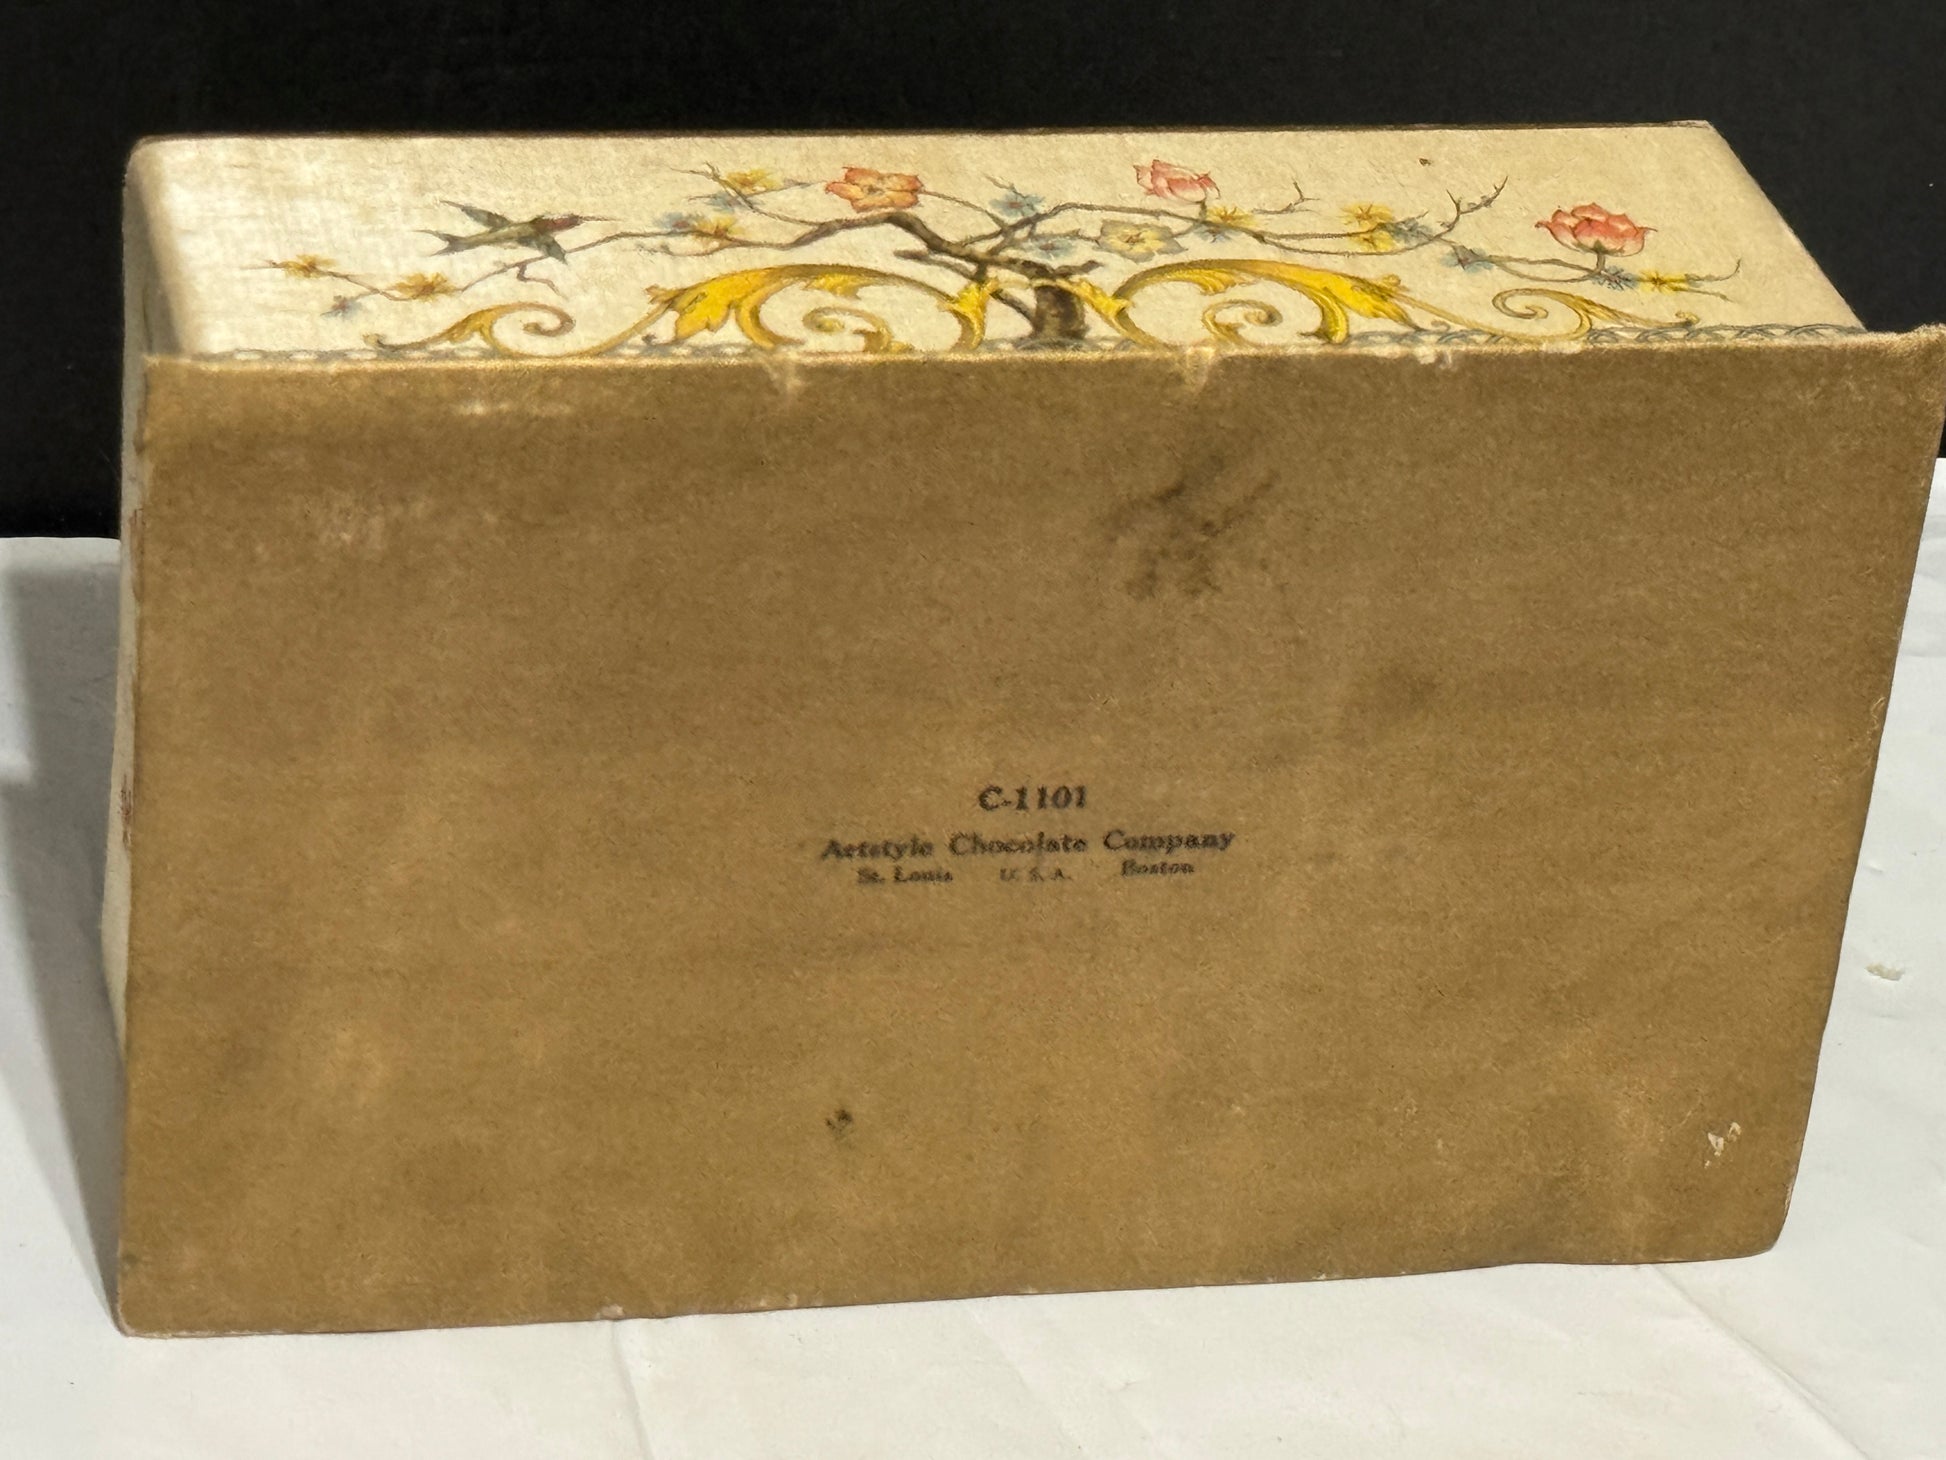 C-1101
Artstyle Chocolate Company
St. Louis U. S. A. Boston